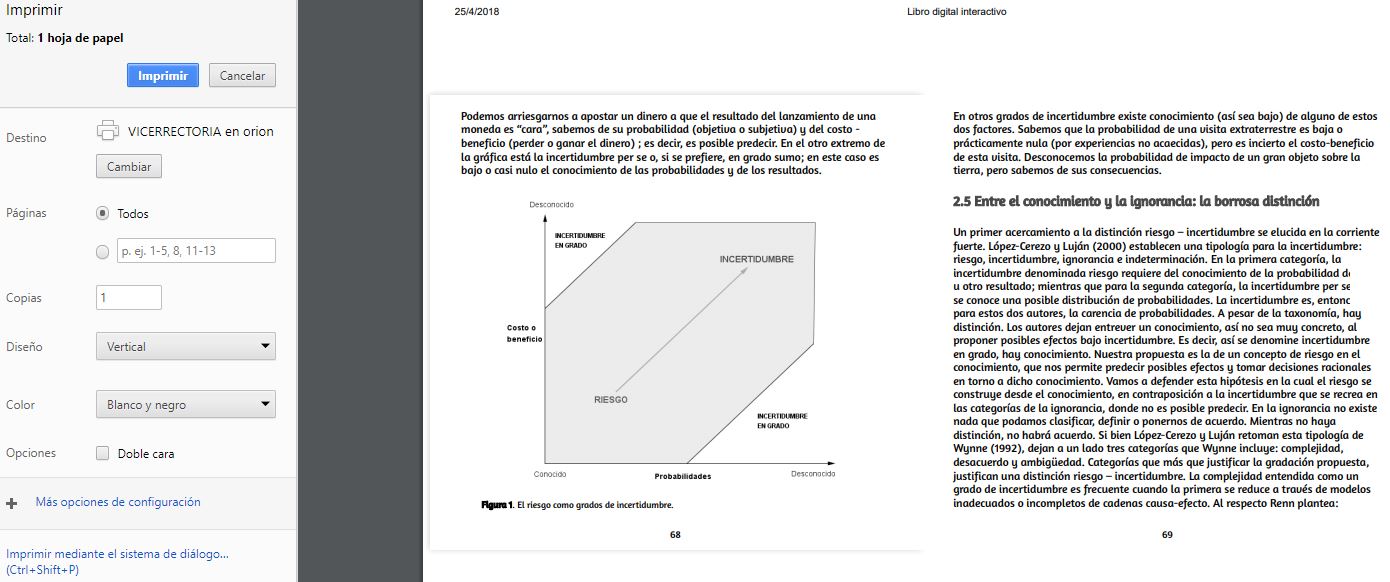 Imprimir
Total: 1 hoja de papel
Imprimir
Cancelar
Destino
VICERRECTORIA en orion
Cambiar
Páginas
Todos
p. ej. 1-5, 8, 11-13
Copias
1
Diseño
Vertical
Color
Blanco y negro
Opciones
Doble cara
+ Más opciones de configuración
Imprimir mediante el sistema de diálogo...
(Ctrl+Shift+P)
25/4/2018
Libro digital interactivo
Podemos arriesgarnos a apostar un dinero a que el resultado del lanzamiento de una
moneda es “cara”, sabemos de su probabilidad (objetiva o subjetiva) y del costo -
beneficio (perder o ganar el dinero) ; es decir, es posible predecir. En el otro extremo de
la gráfica está la incertidumbre per se o, si se prefiere, en grado sumo; en este caso es
bajo o casi nulo el conocimiento de las probabilidades y de los resultados.
Desconocido
INCERTIDUMBRE
EN GRADO
INCERTIDUMBRE
Costo o
beneficio
RIESGO
INCERTIDUMBRE
EN GRADO
Conocido
Probabilidades
Desconocido
Figura 1. El riesgo como grados de incertidumbre.
68
En otros grados de incertidumbre existe conocimiento (así sea bajo) de alguno de estos
dos factores. Sabemos que la probabilidad de una visita extraterrestre es baja o
prácticamente nula (por experiencias no acaecidas), pero es incierto el costo-beneficio
de esta visita. Desconocemos la probabilidad de impacto de un gran objeto sobre la
tierra, pero sabemos de sus consecuencias.
2.5 Entre el conocimiento y la ignorancia: la borrosa distinción
Un primer acercamiento a la distinción riesgo – incertidumbre se elucida en la corriente
fuerte. López-Cerezo y Luján (2000) establecen una tipología para la incertidumbre:
riesgo, incertidumbre, ignorancia e indeterminación. En la primera categoría, la
incertidumbre denominada riesgo requiere del conocimiento de la probabilidad de
u otro resultado; mientras que para la segunda categoría, la incertidumbre per se
se conoce una posible distribución de probabilidades. La incertidumbre es, entonc
para estos dos autores, la carencia de probabilidades. A pesar de la taxonomía, hay
distinción. Los autores dejan entrever un conocimiento, así no sea muy concreto, al
proponer posibles efectos bajo incertidumbre. Es decir, así se denomine incertidumbre
en grado, hay conocimiento. Nuestra propuesta es la de un concepto de riesgo en el
conocimiento, que nos permite predecir posibles efectos y tomar decisiones racionales
en torno a dicho conocimiento. Vamos a defender esta hipótesis en la cual el riesgo se
construye desde el conocimiento, en contraposición a la incertidumbre que se recrea en
las categorías de la ignorancia, donde no es posible predecir. En la ignorancia no existe
nada que podamos clasificar, definir o ponernos de acuerdo. Mientras no haya
distinción, no habrá acuerdo. Si bien López-Cerezo y Luján retoman esta tipología de
Wynne (1992), dejan a un lado tres categorías que Wynne incluye: complejidad,
desacuerdo y ambigüedad. Categorías que más que justificar la gradación propuesta,
justifican una distinción riesgo – incertidumbre. La complejidad entendida como un
grado de incertidumbre es frecuente cuando la primera se reduce a través de modelos
inadecuados o incompletos de cadenas causa-efecto. Al respecto Renn plantea:
69